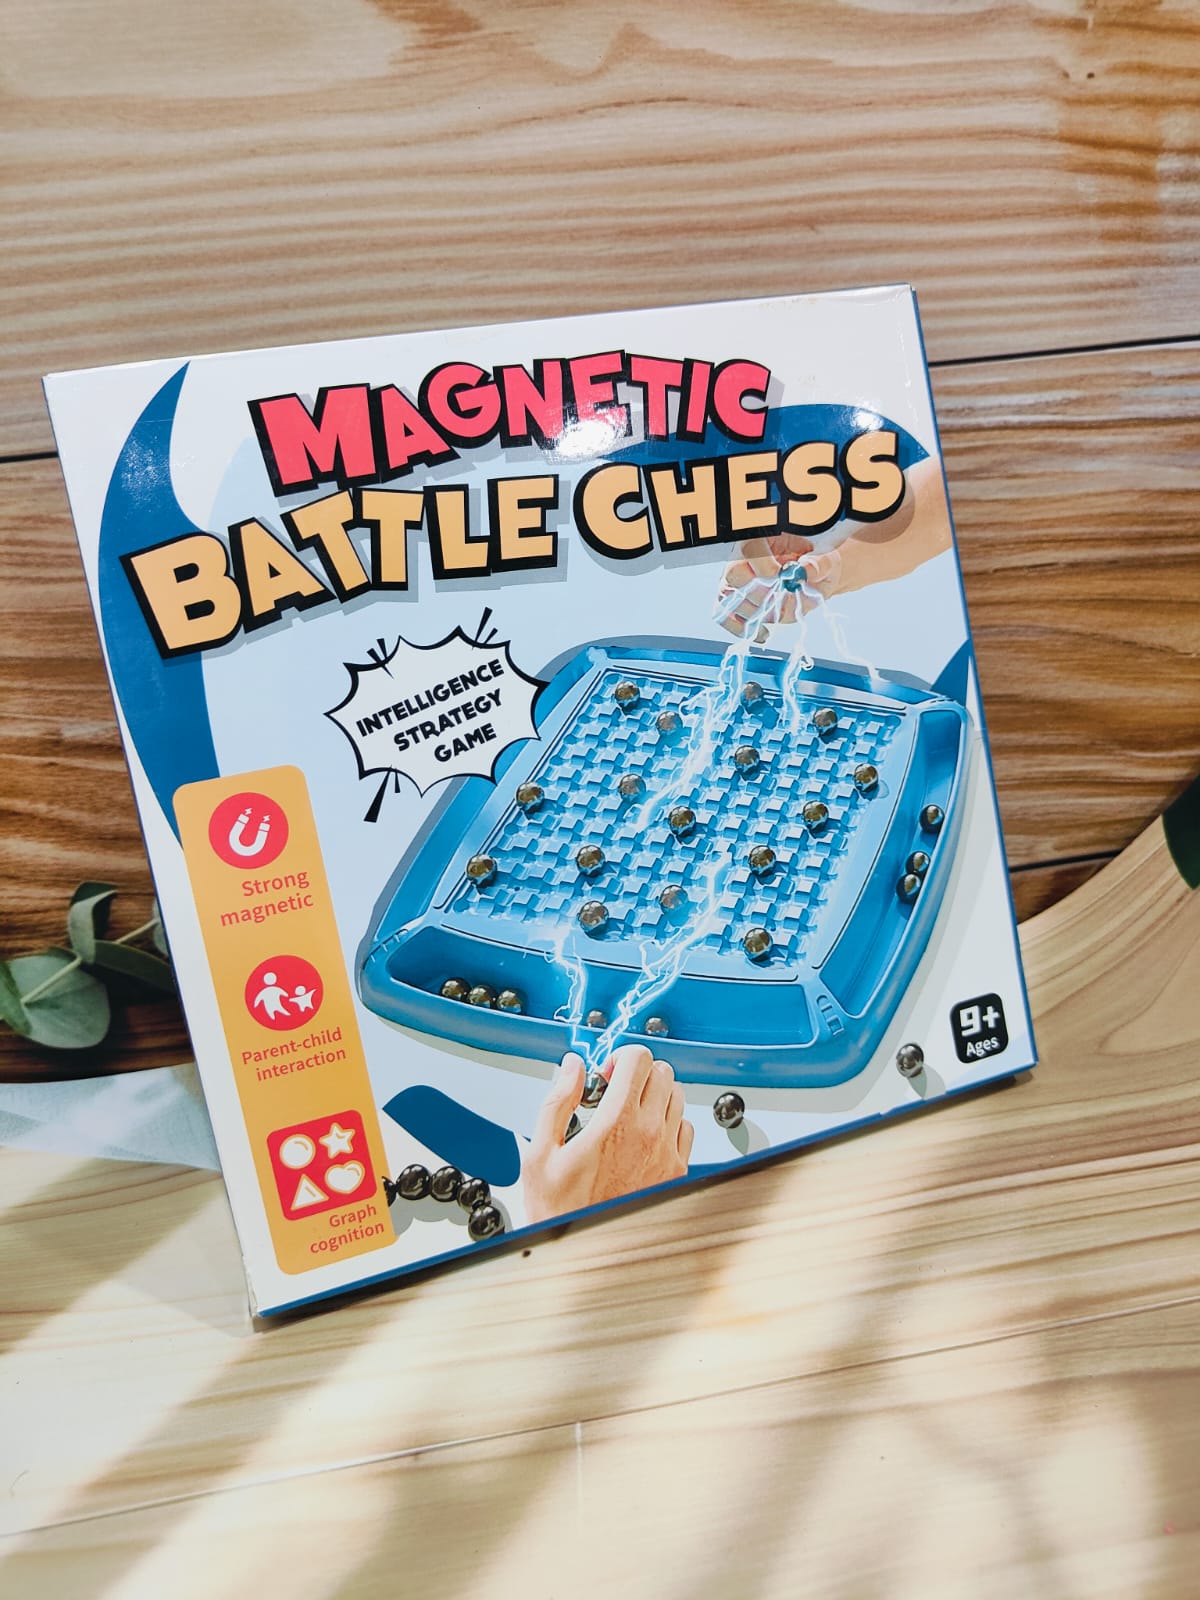 MAGNETIC
BATTLE CHESS
INTELLIGENCE
STRATEGY
GAME
Strong
magnetic
Parent-child
interaction
Graph
cognition
9+
Ages